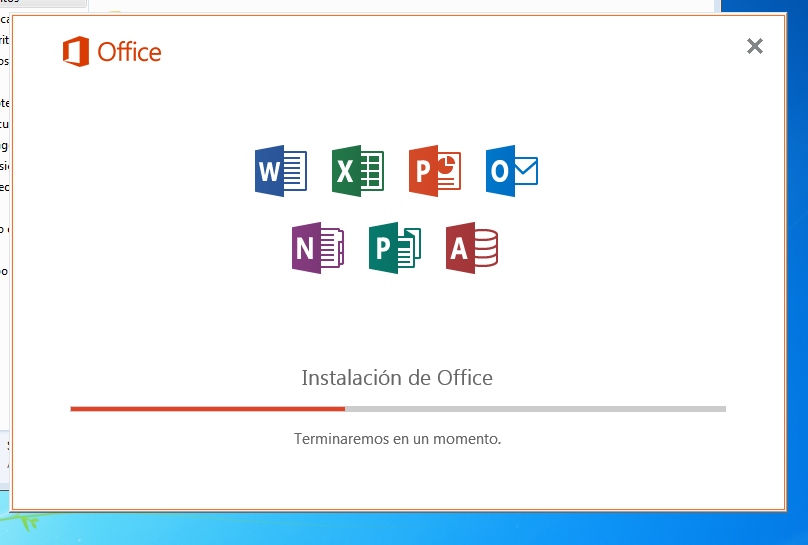 Office
W X P O
N P A
Instalación de Office
Terminaremos en un momento.